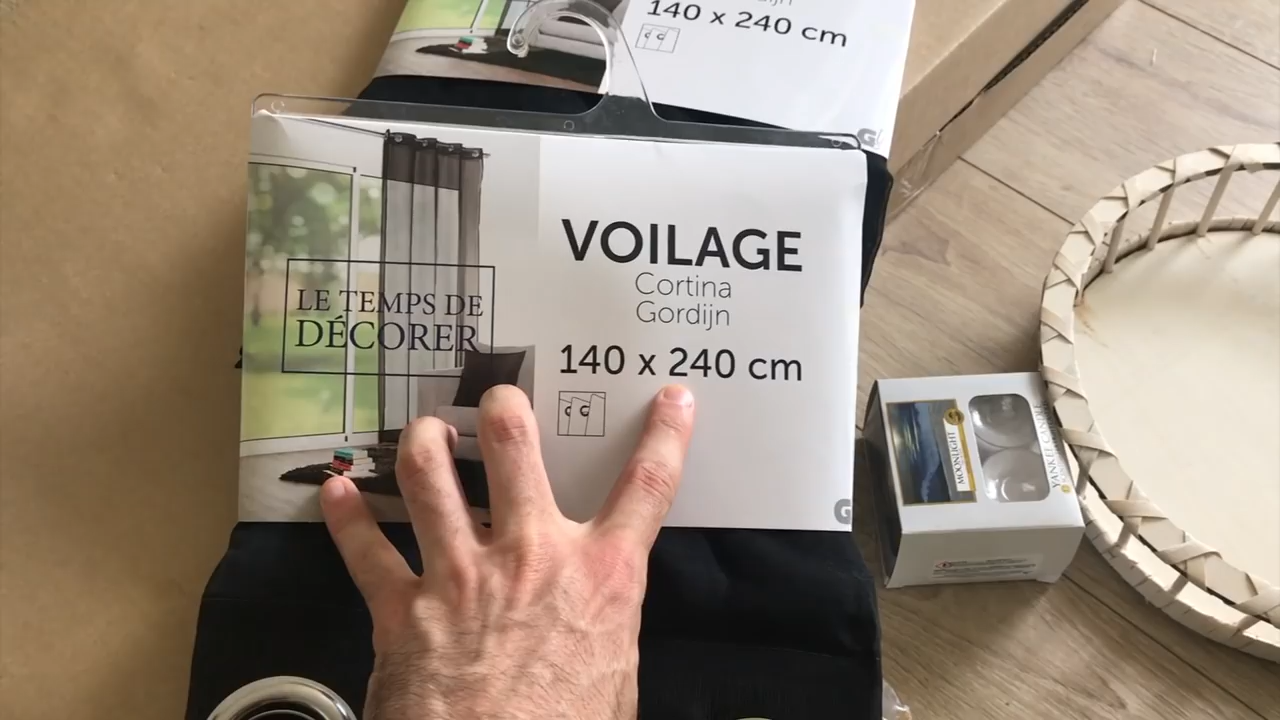 140 x 240 cm
LE TEMPS DE
DÉCORER
VOILAGE
Cortina
Gordijn
140 x 240 cm
G
MOONLIGHT
YANKEE CANDLE